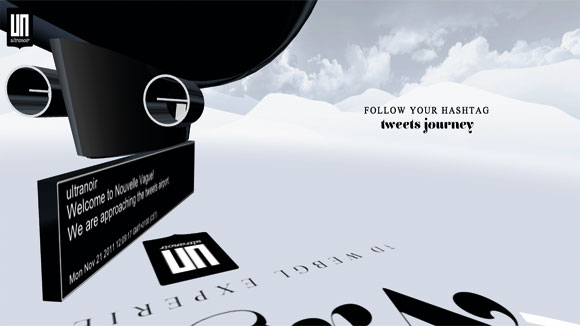 UN
ultranoir
FOLLOW YOUR HASHTAG
tweets journey
ultranoir
Welcome to Nouvelle Vague!
We are approaching the tweets airport
Mon Nov 21 2011 12:09:17 GMT+0100 (CET)
ultranoir
UN
3D WEBGL EXPERIE